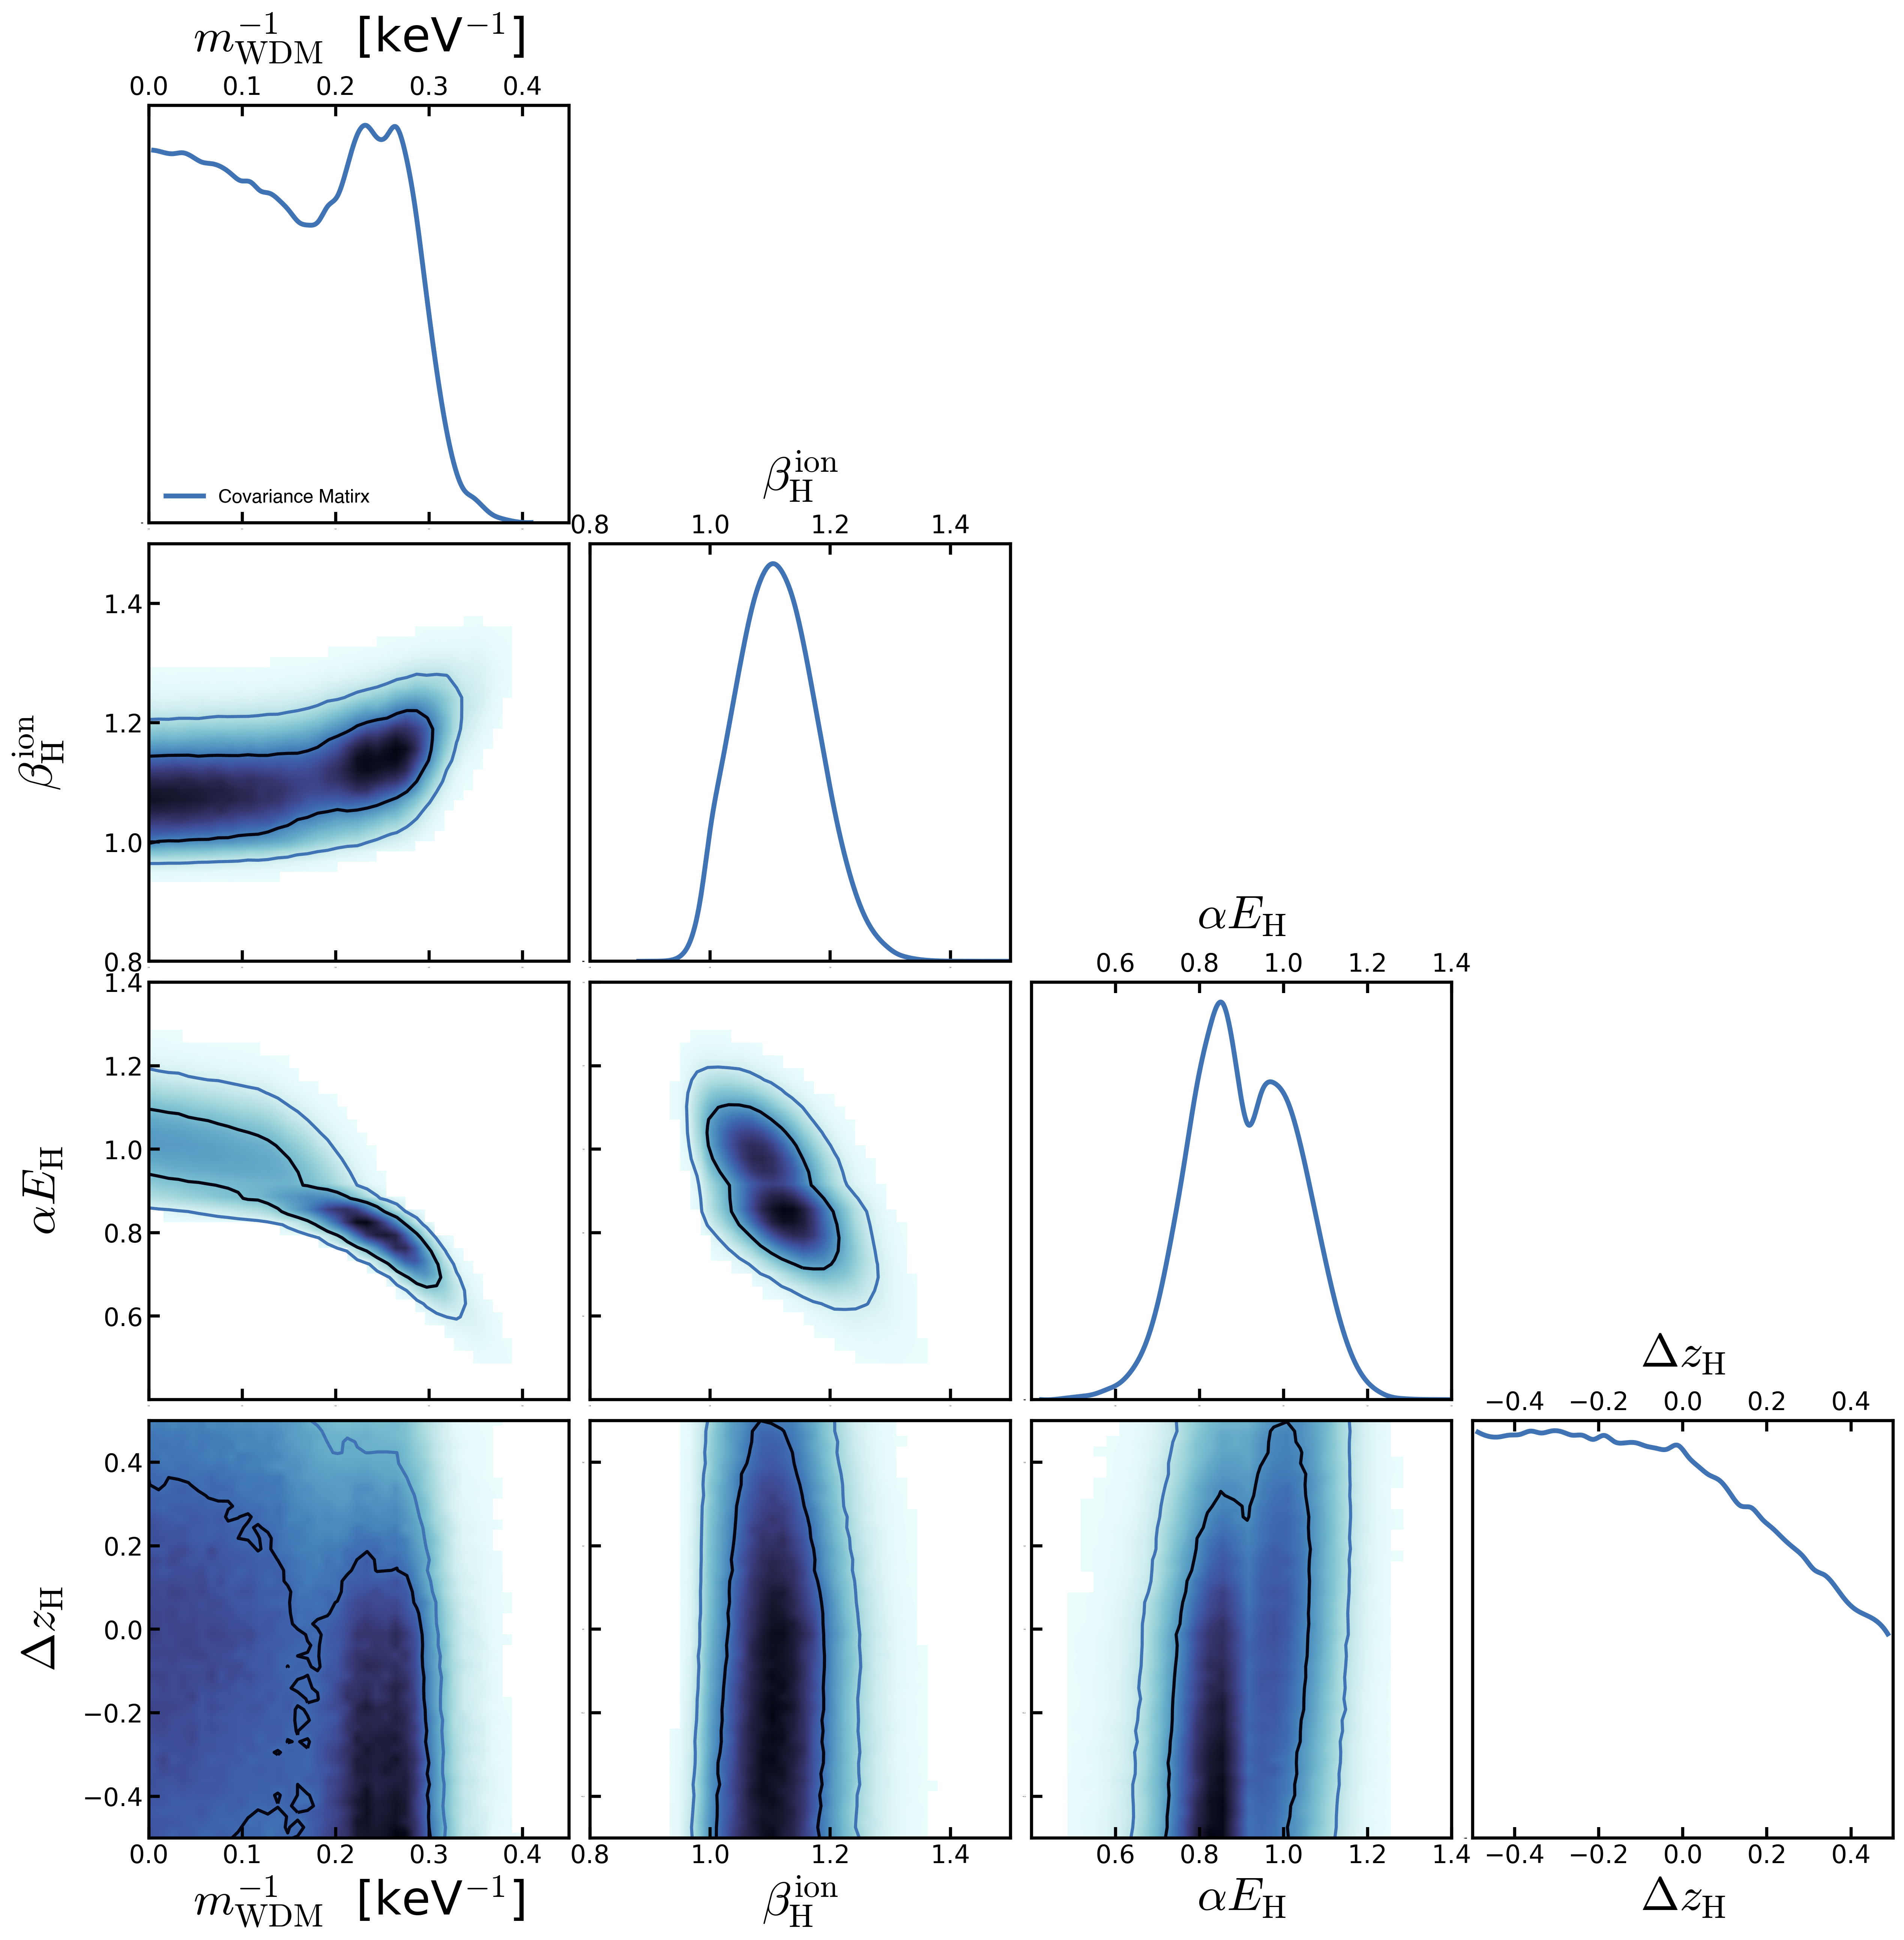 m_WDM^−1 [keV^−1]
0.0 0.1 0.2 0.3 0.4
Covariance Matirx
β_H^ion
0.8 1.0 1.2 1.4
β_H^ion
1.4
1.2
1.0
0.8
αE_H
0.6 0.8 1.0 1.2 1.4
αE_H
1.4
1.2
1.0
0.8
0.6
Δz_H
−0.4 −0.2 0.0 0.2 0.4
Δz_H
0.4
0.2
0.0
−0.2
−0.4
0.0 0.1 0.2 0.3 0.4 0.8 1.0 1.2 1.4 0.6 0.8 1.0 1.2 1.4 −0.4 −0.2 0.0 0.2 0.4
m_WDM^−1 [keV^−1] β_H^ion αE_H Δz_H